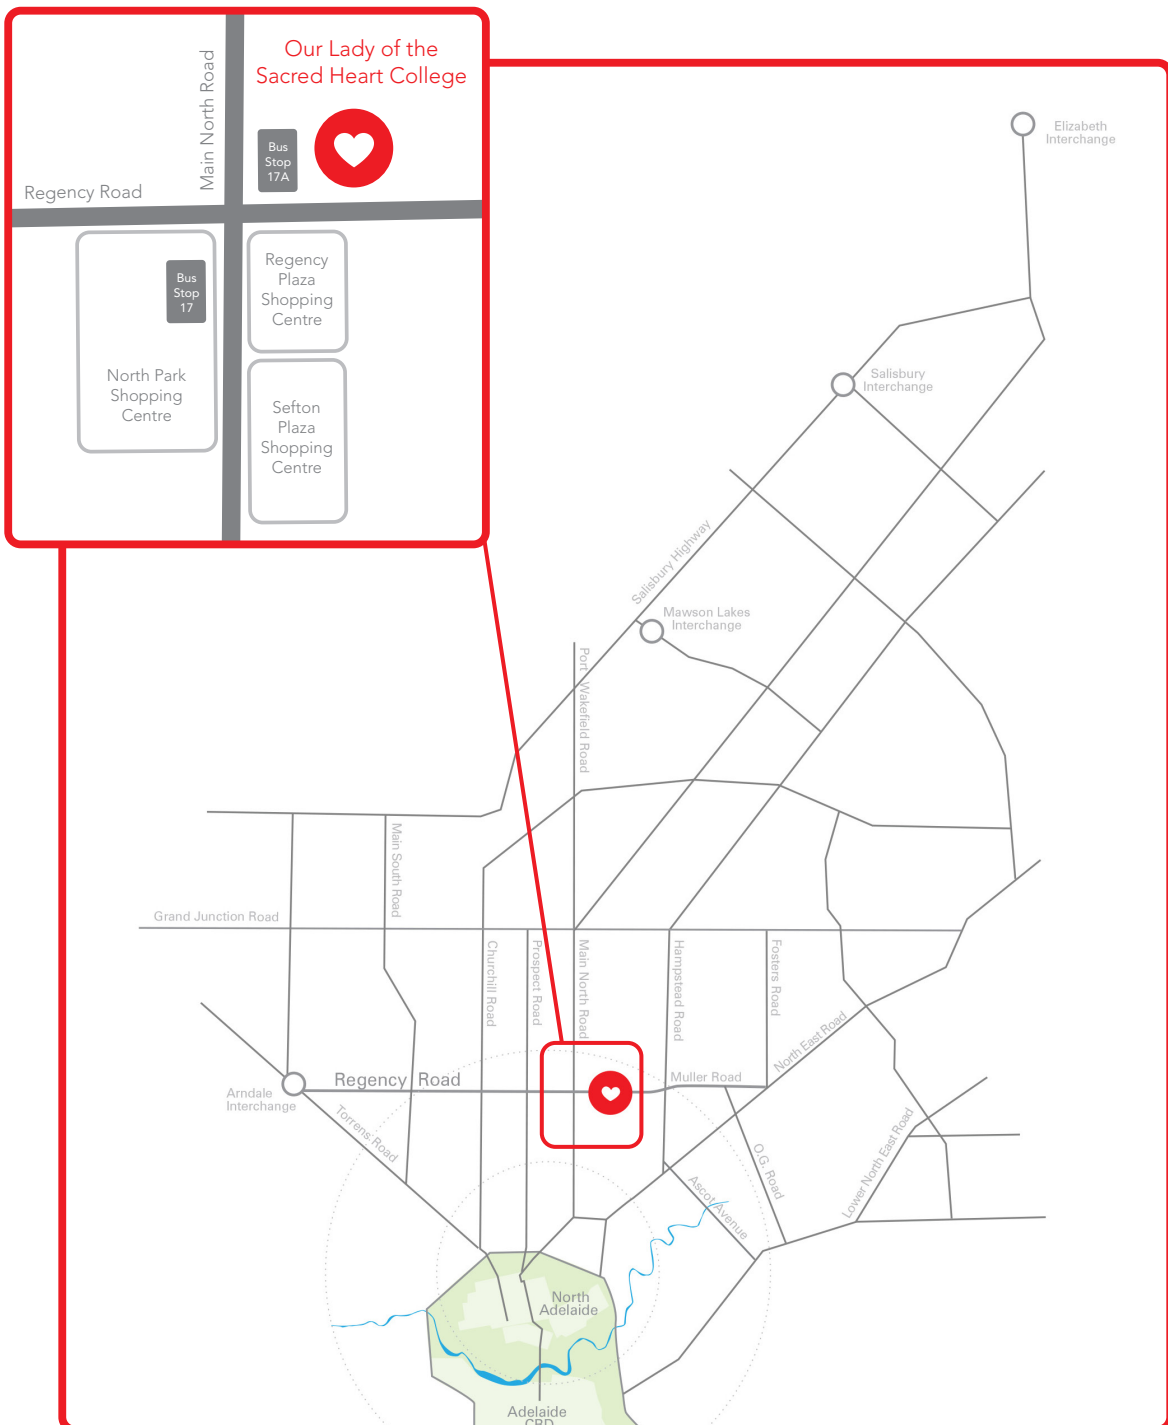 Our Lady of the
Sacred Heart College
Main North Road
Bus
Stop
17A
Regency Road
Bus
Stop
17
North Park
Shopping
Centre
Regency
Plaza
Shopping
Centre
Sefton
Plaza
Shopping
Centre
Elizabeth
Interchange
Salisbury
Interchange
Salisbury Highway
Mawson Lakes
Interchange
Port Wakefield Road
Main South Road
Grand Junction Road
Churchill Road
Prospect Road
Main North Road
Hampstead Road
Fosters Road
North East Road
Regency Road
Muller Road
Arndale
Interchange
Torrens Road
O.G. Road
Lower North East Road
Ascot Avenue
North
Adelaide
Adelaide
CBD